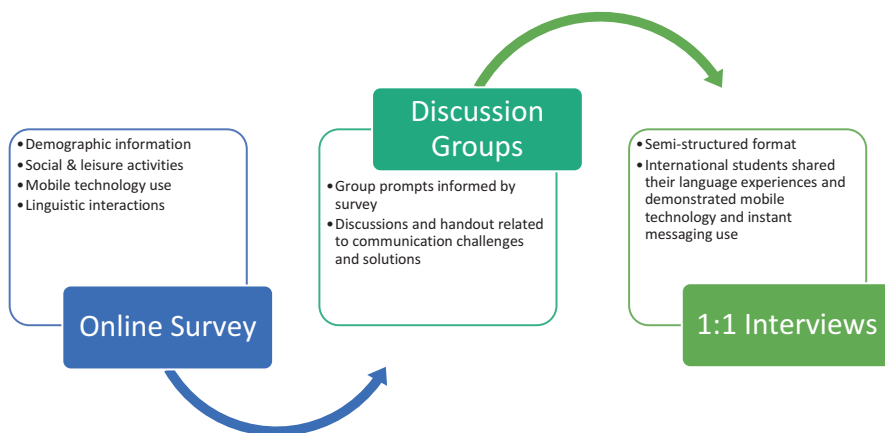 • Demographic information
• Social & leisure activities
• Mobile technology use
• Linguistic interactions
Online Survey
Discussion
Groups
• Group prompts informed by
survey
• Discussions and handout related
to communication challenges
and solutions
• Semi-structured format
• International students shared
their language experiences and
demonstrated mobile
technology and instant
messaging use
1:1 Interviews